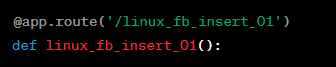 @app.route('/linux_fb_insert_01')
def linux_fb_insert_01():